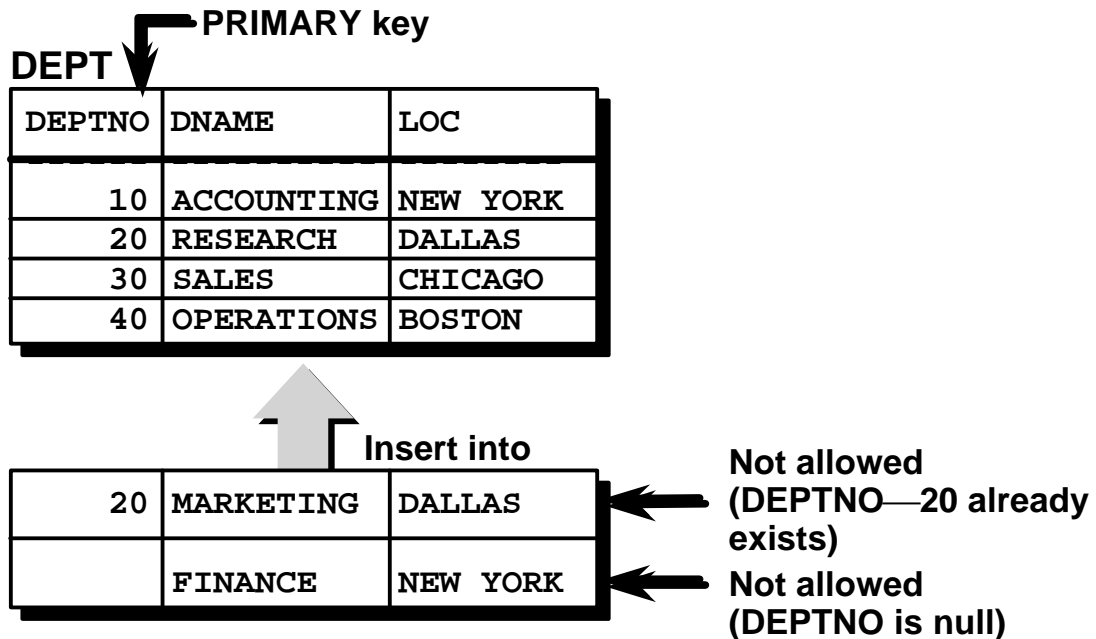 PRIMARY key
DEPT
DEPTNO DNAME LOC
10 ACCOUNTING NEW YORK
20 RESEARCH DALLAS
30 SALES CHICAGO
40 OPERATIONS BOSTON
Insert into
20 MARKETING DALLAS
Not allowed
(DEPTNO—20 already
exists)
FINANCE NEW YORK
Not allowed
(DEPTNO is null)